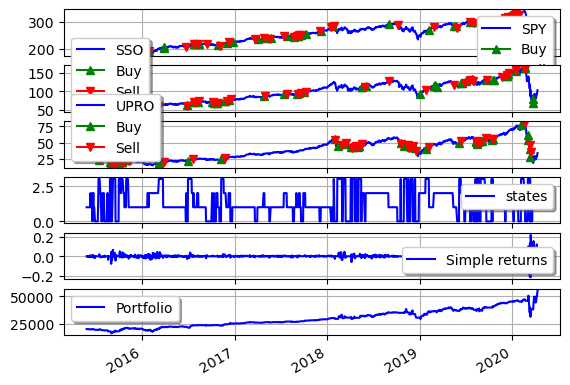 300
200
SPY
Buy
SSO
Buy
Sell
150
100
50
UPRO
Buy
Sell
75
50
25
2.5
0.0
states
0.2
0.0
−0.2
Simple returns
50000
25000
Portfolio
2016
2017
2018
2019
2020